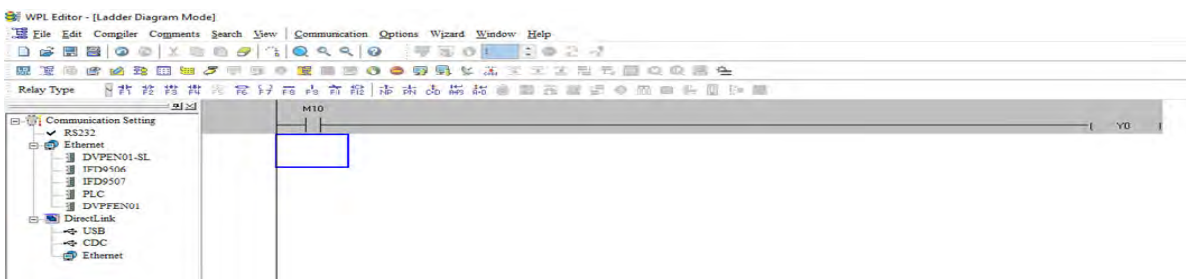 WPL Editor - [Ladder Diagram Mode]
File Edit Compiler Comments Search View Communication Options Wizard Window Help
Relay Type
M10
Y0
Communication Setting
RS232
Ethernet
DVPEN01-SL
IFD9506
IFD9507
PLC
DVPFEN01
DirectLink
USB
CDC
Ethernet